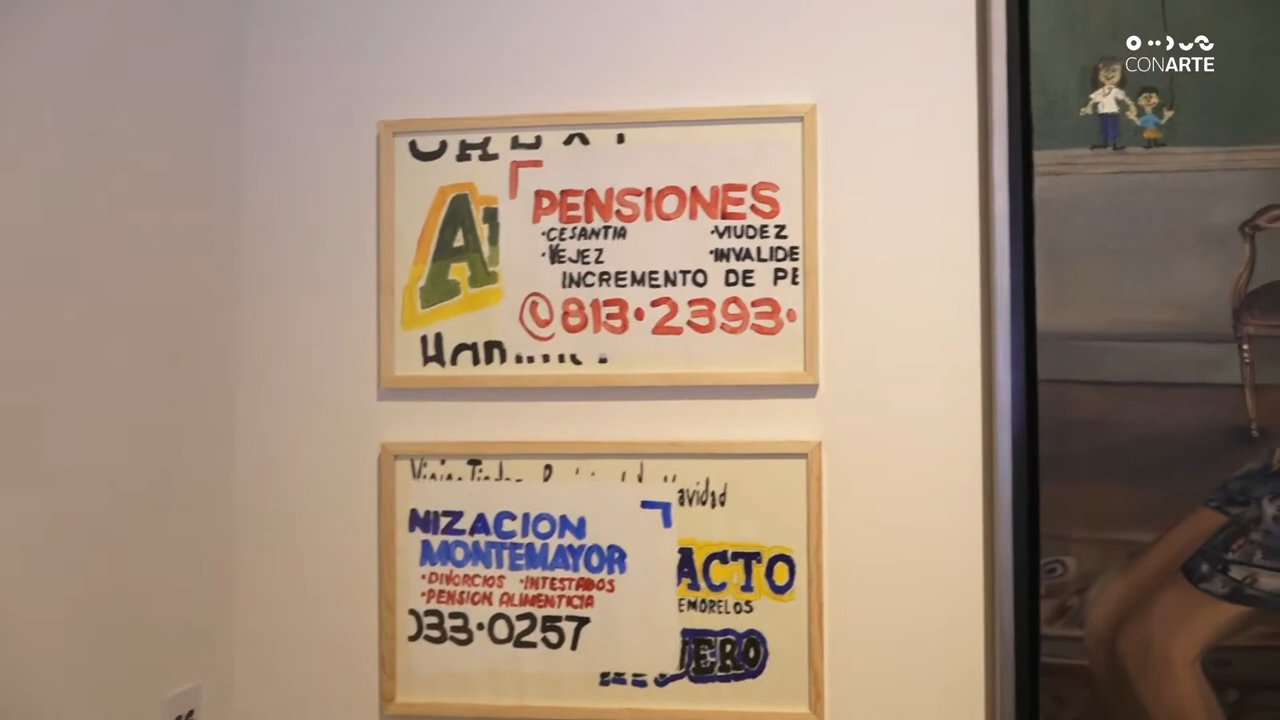 CONARTE
PENSIONES
·CESANTIA ·VIUDEZ
·VEJEZ ·INVALIDE
INCREMENTO DE PE
813·2393·
avidad
NIZACION
MONTEMAYOR
·DIVORCIOS ·INTESTADOS
·PENSION ALIMENTICIA
033·0257
ACTO
EMORELOS
JERO